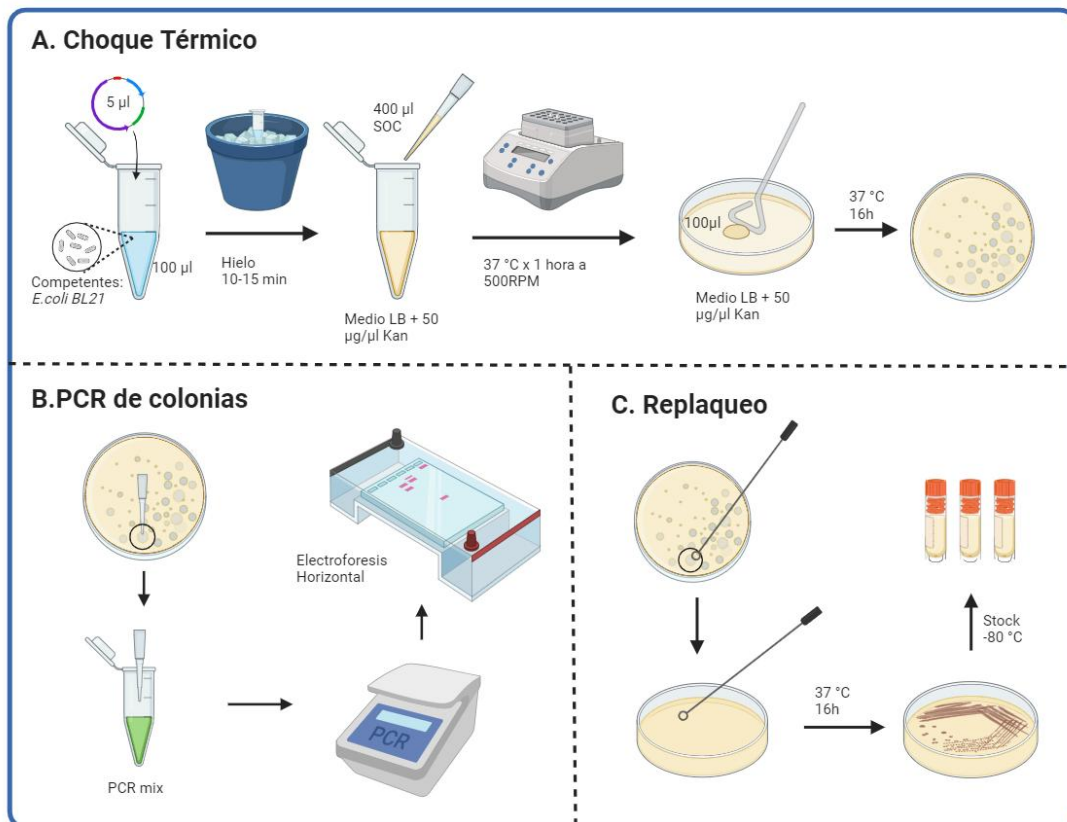 A. Choque Térmico
5 µl
100 µl
Competentes:
E.coli BL21
Hielo
10-15 min
400 µl
SOC
Medio LB + 50
µg/µl Kan
37 °C x 1 hora a
500RPM
100µl
Medio LB + 50
µg/µl Kan
37 °C
16h
B.PCR de colonias
PCR mix
PCR
Electroforesis
Horizontal
C. Replaqueo
37 °C
16h
Stock
-80 °C